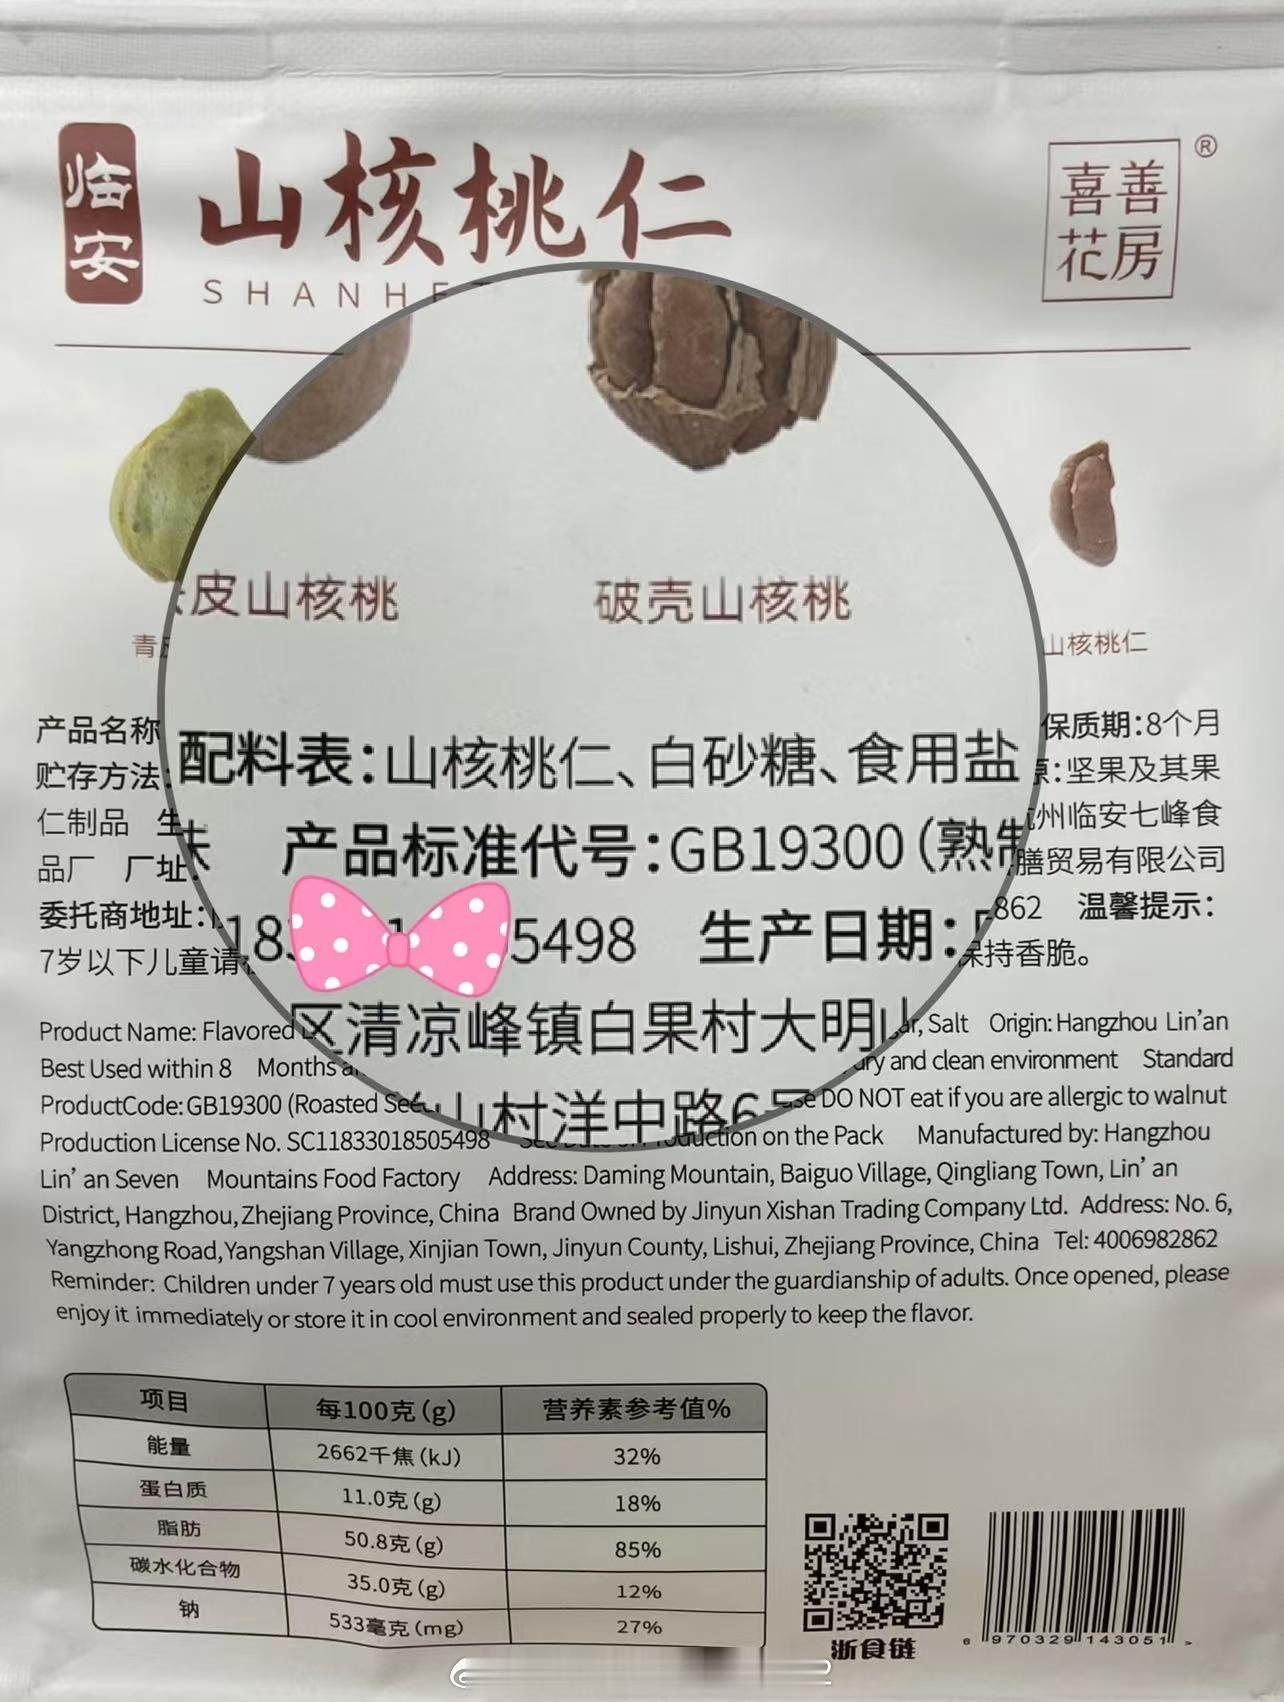 临安
山核桃仁
喜善
花房
®
SHANHE
皮山核桃
破壳山核桃
青
山核桃仁
产品名称
保质期：8个月
配料表：山核桃仁、白砂糖、食用盐
贮存方法：
：坚果及其果
仁制品 生
州临安七峰食
味 产品标准代号：GB19300（熟制
品厂 厂址：
膳贸易有限公司
委托商地址：
18 5498 生产日期：
862 温馨提示：
7岁以下儿童请
保持香脆。
区清凉峰镇白果村大明山
山村洋中路6号
Product Name: Flavored
ar, Salt Origin: Hangzhou Lin'an
Best Used within 8 Months a
dry and clean environment Standard
ProductCode: GB19300 (Roasted See
se DO NOT eat if you are allergic to walnut
Production License No. SC11833018505498
oduction on the Pack Manufactured by: Hangzhou
Lin'an Seven Mountains Food Factory Address: Daming Mountain, Baiguo Village, Qingliang Town, Lin'an
District, Hangzhou, Zhejiang Province, China Brand Owned by Jinyun Xishan Trading Company Ltd. Address: No. 6,
Yangzhong Road, Yangshan Village, Xinjian Town, Jinyun County, Lishui, Zhejiang Province, China Tel: 4006982862
Reminder: Children under 7 years old must use this product under the guardianship of adults. Once opened, please
enjoy it immediately or store it in cool environment and sealed properly to keep the flavor.
项目 每100克(g) 营养素参考值%
能量 2662千焦(kJ) 32%
蛋白质 11.0克(g) 18%
脂肪 50.8克(g) 85%
碳水化合物 35.0克(g) 12%
钠 533毫克(mg) 27%
浙食链
6 970329 143051 >